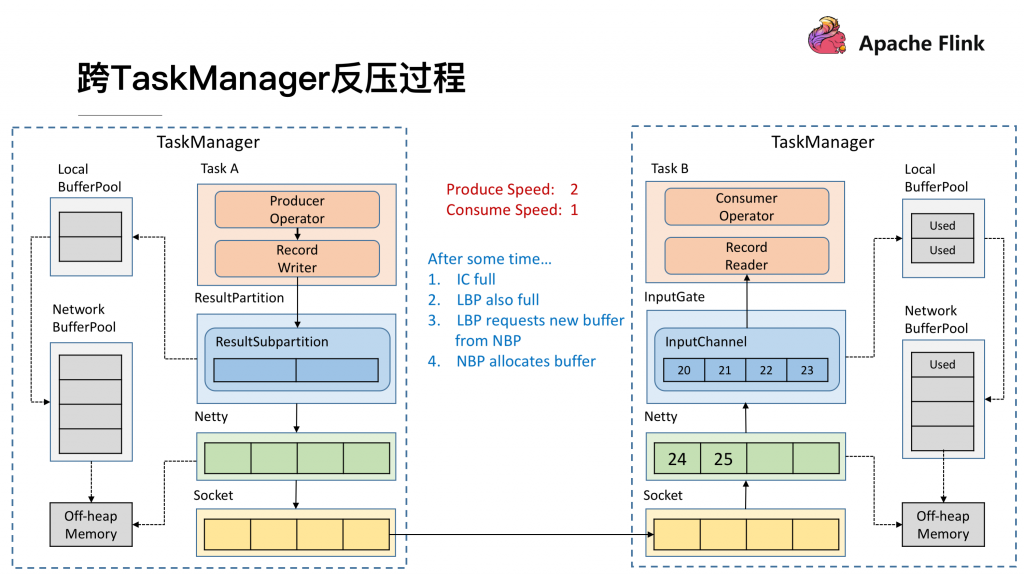 Apache Flink
跨TaskManager反压过程
TaskManager
Local
BufferPool
Task A
Producer
Operator
Record
Writer
ResultPartition
Network
BufferPool
ResultSubpartition
Netty
Socket
Off-heap
Memory
Produce Speed: 2
Consume Speed: 1
After some time…
1. IC full
2. LBP also full
3. LBP requests new buffer
from NBP
4. NBP allocates buffer
TaskManager
Task B
Local
BufferPool
Consumer
Operator
Used
Used
Record
Reader
InputGate
Network
BufferPool
InputChannel
20 21 22 23
Used
Netty
24 25
Socket
Off-heap
Memory